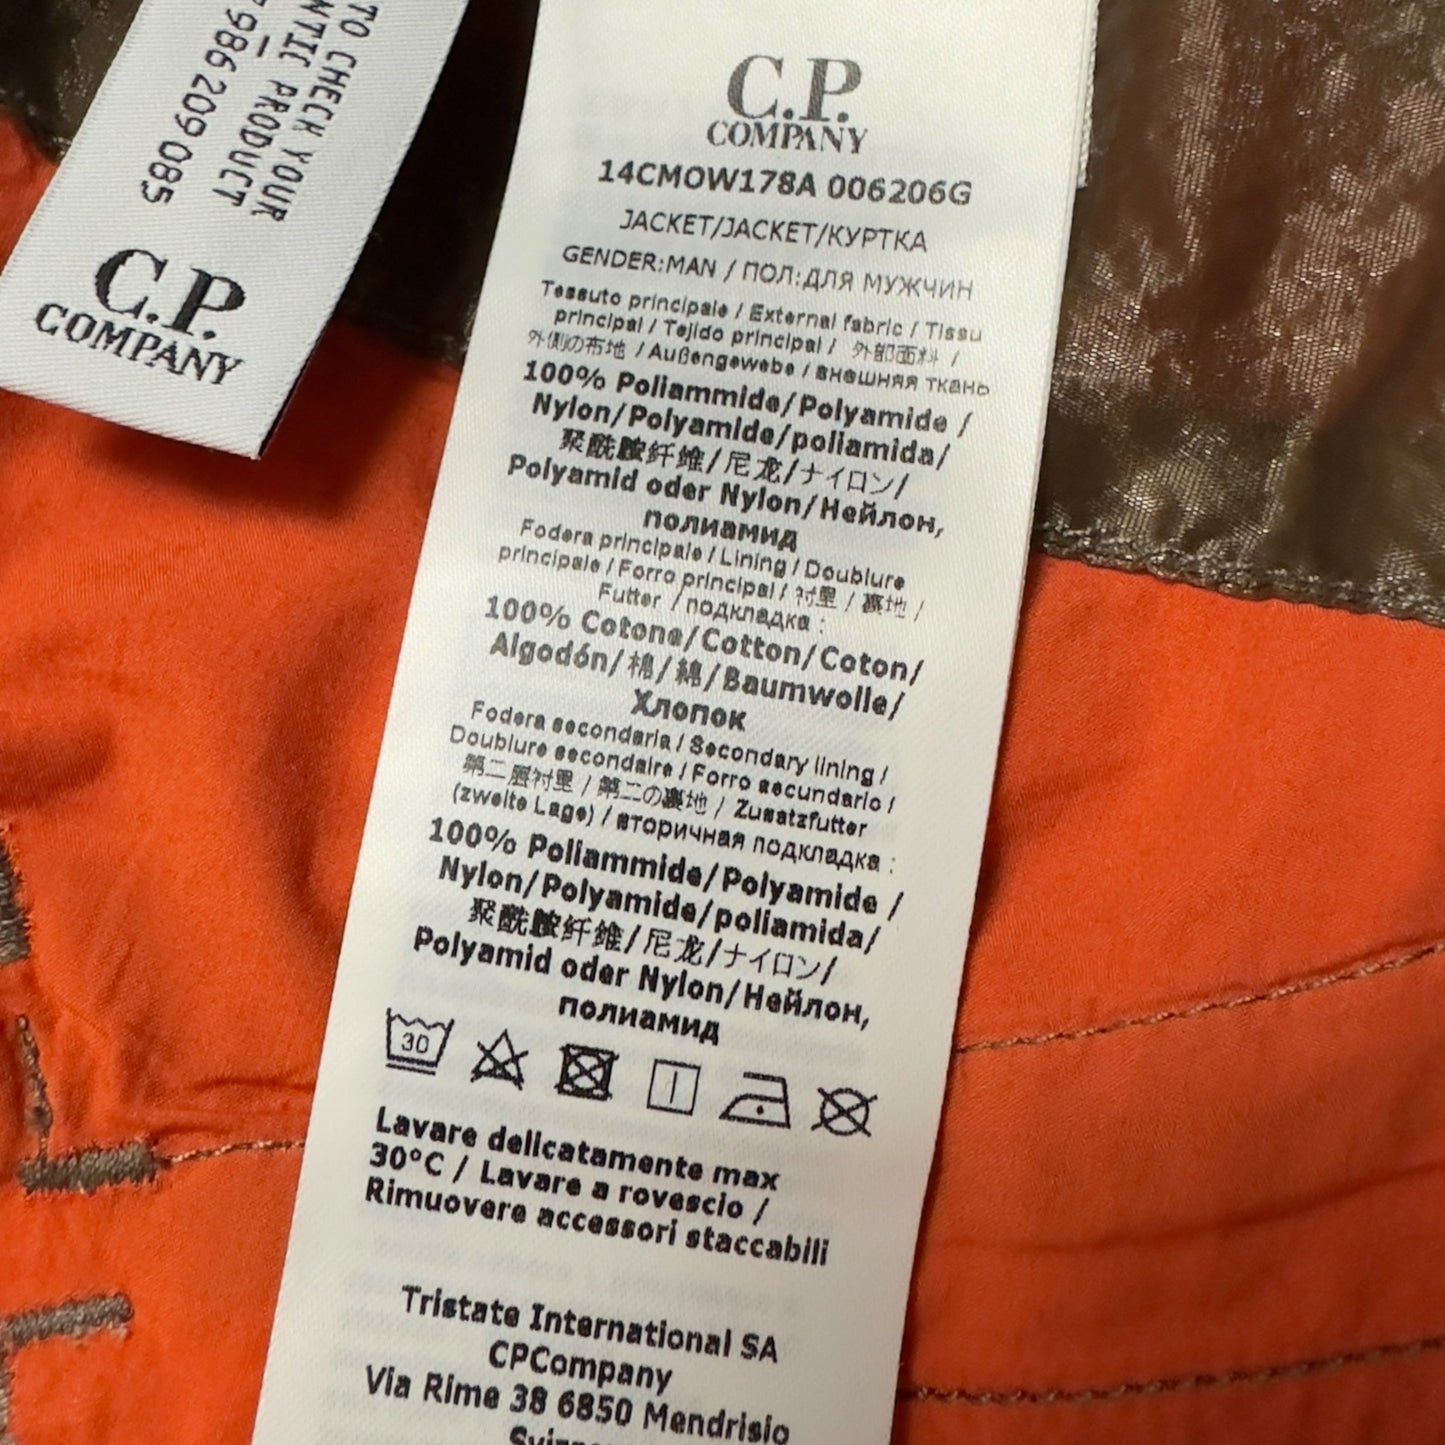 TO CHECK YOUR
NTIC PRODUCT
986209085
C.P.
COMPANY
C.P.
COMPANY
14CMOW178A 006206G
JACKET/JACKET/КУРТКА
GENDER:MAN / ПОЛ:ДЛЯ МУЖЧИН
Tessuto principale / External fabric / Tissu
principal / Tejido principal / 外部面料 /
外側の布地 / Außengewebe / внешняя ткань
100% Poliammide/Polyamide /
Nylon/Polyamide/poliamida/
聚酰胺纤维/尼龙/ナイロン/
Polyamid oder Nylon/Нейлон,
полиамид
Fodera principale / Lining / Doublure
principale / Forro principal / 衬里 / 裏地 /
Futter / подкладка :
100% Cotone/Cotton/Coton/
Algodón/棉/綿/Baumwolle/
Хлопок
Fodera secondaria / Secondary lining /
Doublure secondaire / Forro secundario /
第二层衬里 / 第二の裏地 / Zusatzfutter
(zweite Lage) / вторичная подкладка :
100% Poliammide/Polyamide /
Nylon/Polyamide/poliamida/
聚酰胺纤维/尼龙/ナイロン/
Polyamid oder Nylon/Нейлон,
полиамид
30
Lavare delicatamente max
30°C / Lavare a rovescio /
Rimuovere accessori staccabili
Tristate International SA
CPCompany
Via Rime 38 6850 Mendrisio